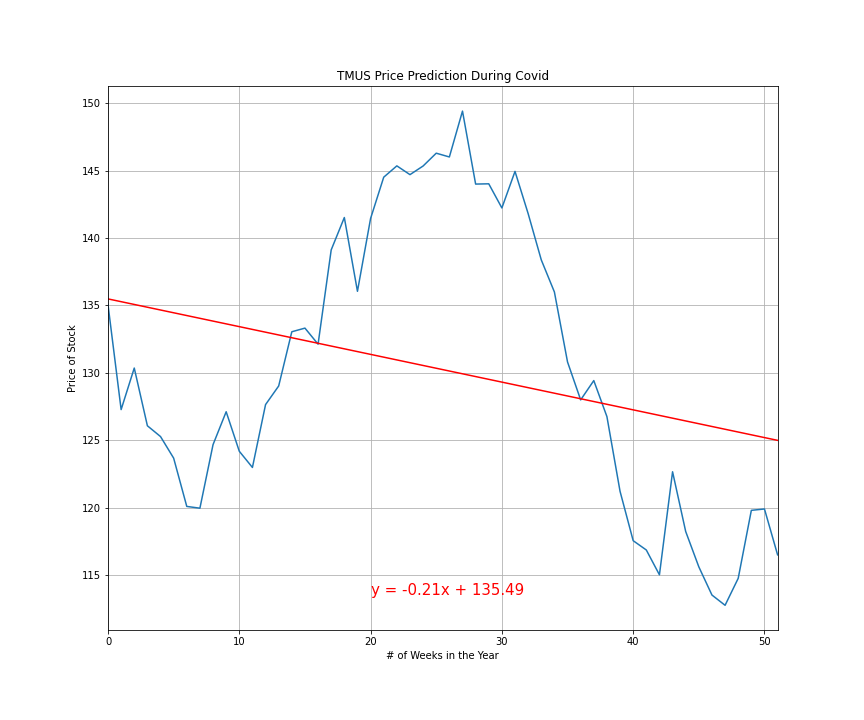 TMUS Price Prediction During Covid
150
145
140
135
130
125
120
115
Price of Stock
y = -0.21x + 135.49
0 10 20 30 40 50
# of Weeks in the Year